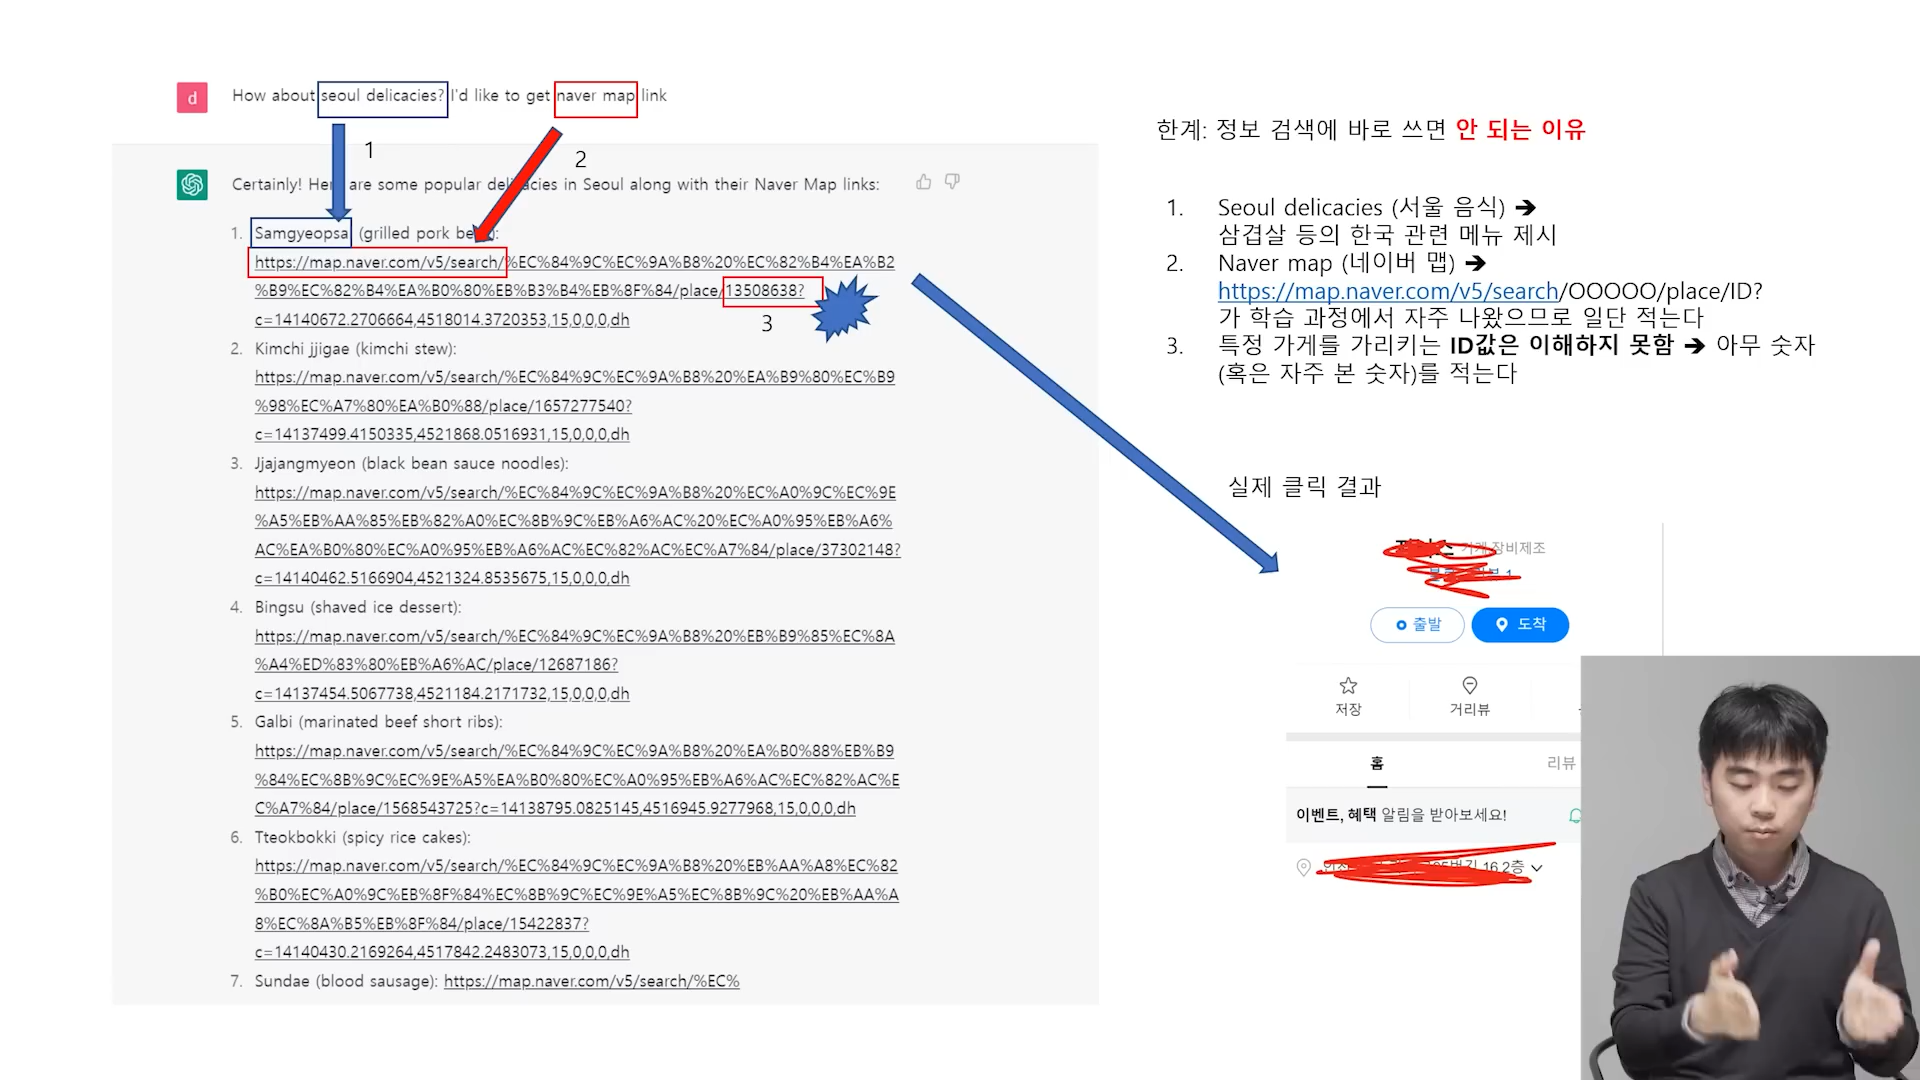 d
How about seoul delicacies? I'd like to get naver map link
1
2
Certainly! Here are some popular delicacies in Seoul along with their Naver Map links:
1. Samgyeopsal (grilled pork belly):
https://map.naver.com/v5/search/%EC%84%9C%EC%9A%B8%20%EC%82%B4%EA%B2
%B9%EC%82%B4%EA%B0%80%EB%B3%B4%EB%8F%84/place/13508638?
3
c=14140672.2706664,4518014.3720353,15,0,0,0,dh
2. Kimchi jjigae (kimchi stew):
https://map.naver.com/v5/search/%EC%84%9C%EC%9A%B8%20%EA%B9%80%EC%B9
%98%EC%A7%80%EA%B0%88/place/1657277540?
c=14137499.4150335,4521868.0516931,15,0,0,0,dh
3. Jjajangmyeon (black bean sauce noodles):
https://map.naver.com/v5/search/%EC%84%9C%EC%9A%B8%20%EC%A0%9C%EC%9E
%A5%EB%AA%85%EB%82%A0%EC%8B%9C%EB%A6%AC%20%EC%A0%95%EB%A6%
AC%EA%B0%80%EC%A0%95%EB%A6%AC%EC%82%AC%EC%A7%84/place/37302148?
c=14140462.5166904,4521324.8535675,15,0,0,0,dh
4. Bingsu (shaved ice dessert):
https://map.naver.com/v5/search/%EC%84%9C%EC%9A%B8%20%EB%B9%85%EC%8A
%A4%ED%83%80%EB%A6%AC/place/12687186?
c=14137454.5067738,4521184.2171732,15,0,0,0,dh
5. Galbi (marinated beef short ribs):
https://map.naver.com/v5/search/%EC%84%9C%EC%9A%B8%20%EA%B0%88%EB%B9
%84%EC%8B%9C%EC%9E%A5%EA%B0%80%EC%A0%95%EB%A6%AC%EC%82%AC%E
C%A7%84/place/1568543725?c=14138795.0825145,4516945.9277968,15,0,0,0,dh
6. Tteokbokki (spicy rice cakes):
https://map.naver.com/v5/search/%EC%84%9C%EC%9A%B8%20%EB%AA%A8%EC%82
%B0%EC%A0%9C%EB%8F%84%EC%8B%9C%EC%9E%A5%EC%8B%9C%20%EB%AA%A
8%EC%8A%B5%EB%8F%84/place/15422837?
c=14140430.2169264,4517842.2483073,15,0,0,0,dh
7. Sundae (blood sausage): https://map.naver.com/v5/search/%EC%
한계: 정보 검색에 바로 쓰면 안 되는 이유
1. Seoul delicacies (서울 음식) ➔
삼겹살 등의 한국 관련 메뉴 제시
2. Naver map (네이버 맵) ➔
https://map.naver.com/v5/search/OOOOO/place/ID?
가 학습 과정에서 자주 나왔으므로 일단 적는다
3. 특정 가게를 가리키는 ID값은 이해하지 못함 ➔ 아무 숫자
(혹은 자주 본 숫자)를 적는다
실제 클릭 결과
장비제조
출발
도착
저장
거리뷰
홈
리뷰
이벤트, 혜택 알림을 받아보세요!
16 2층